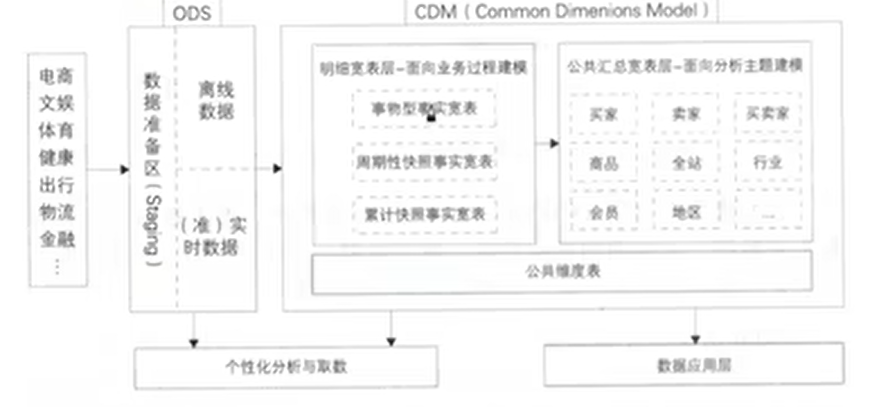 ODS
CDM ( Common Dimenions Model )
电商
文娱
体育
健康
出行
物流
金融
⋮
数据准备区(Staging)
离线
数据
(准)实
时数据
明细宽表层-面向业务过程建模
事物型事实宽表
周期性快照事实宽表
累计快照事实宽表
公共汇总宽表层-面向分析主题建模
买家
卖家
买卖家
商品
全站
行业
会员
地区
...
公共维度表
个性化分析与取数
数据应用层